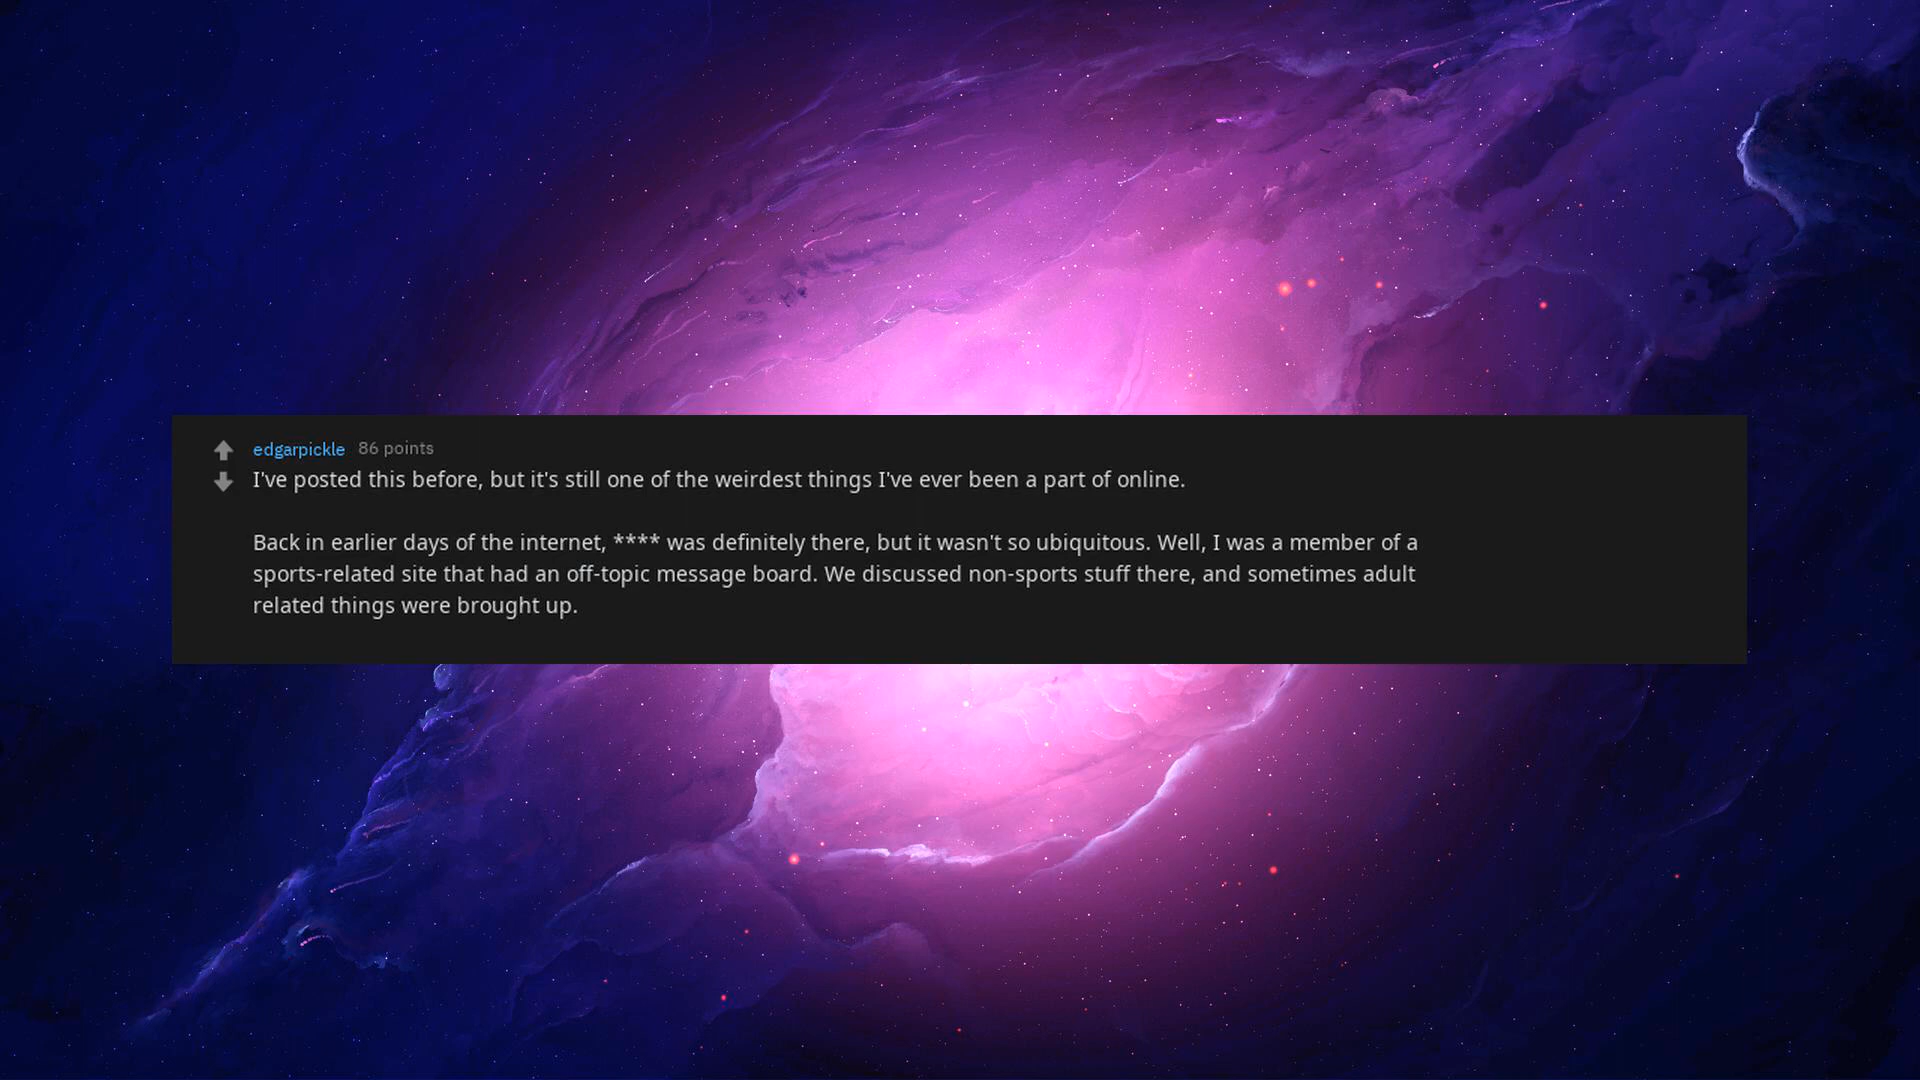 edgarpickle 86 points
I've posted this before, but it's still one of the weirdest things I've ever been a part of online.
Back in earlier days of the internet, **** was definitely there, but it wasn't so ubiquitous. Well, I was a member of a
sports-related site that had an off-topic message board. We discussed non-sports stuff there, and sometimes adult
related things were brought up.